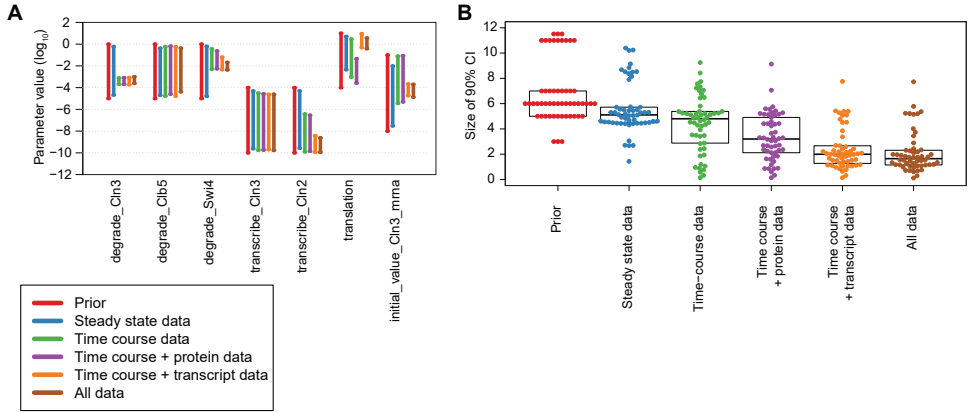 A
Parameter value (log10)
2
0
−2
−4
−6
−8
−10
−12
degrade_Cln3
degrade_Clb5
degrade_Swi4
transcribe_Cln3
transcribe_Cln2
translation
initial_value_Cln3_mrna
Prior
Steady state data
Time course data
Time course + protein data
Time course + transcript data
All data
B
Size of 90% CI
12
10
8
6
4
2
0
Prior
Steady state data
Time−course data
Time course
+ protein data
Time course
+ transcript data
All data